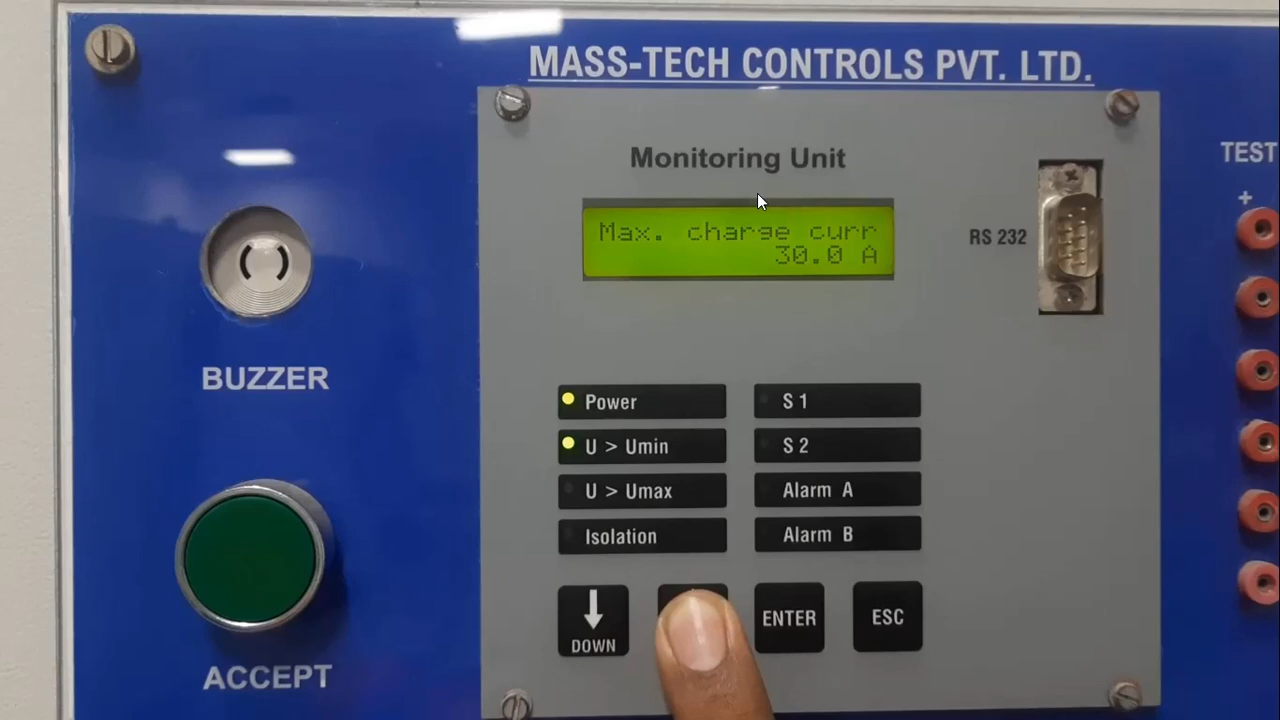 MASS-TECH CONTROLS PVT. LTD.
Monitoring Unit
TEST
+
Max. charge curr
30.0 A
RS 232
BUZZER
Power
S 1
U > Umin
S 2
U > Umax
Alarm A
Isolation
Alarm B
DOWN
ENTER
ESC
ACCEPT